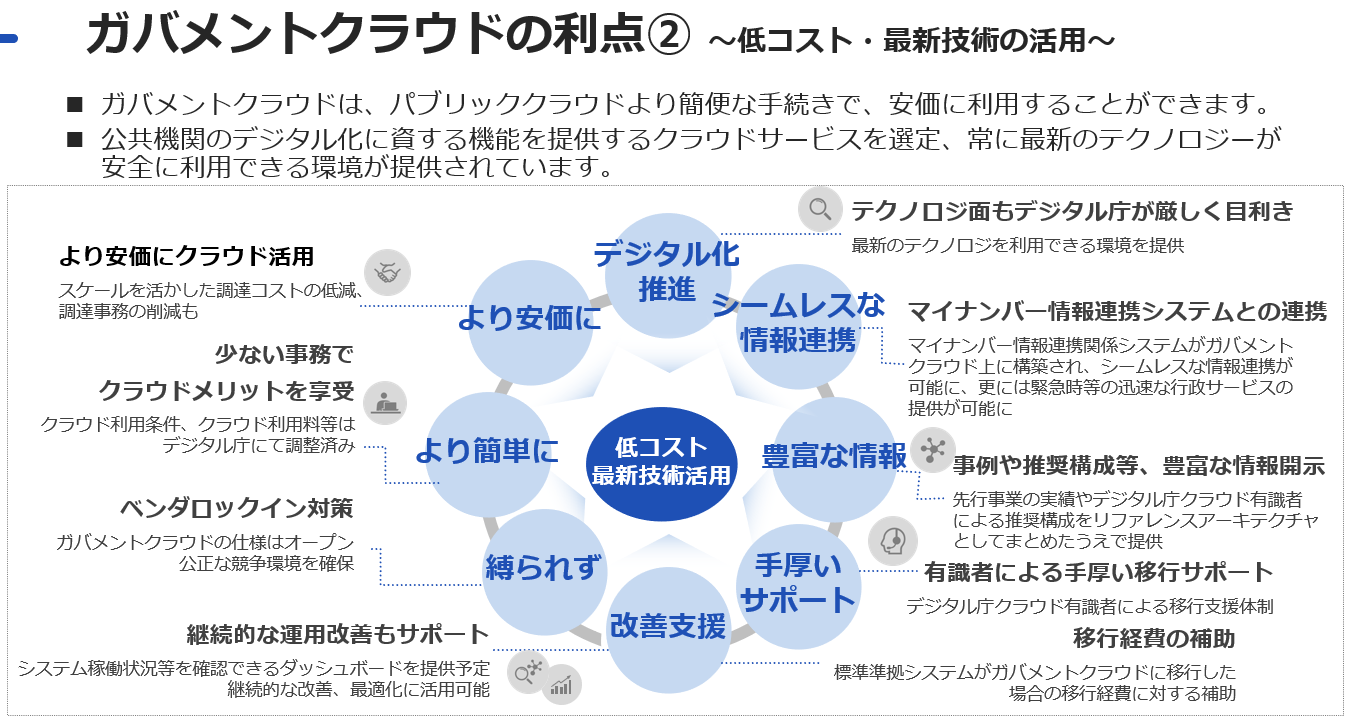 ガバメントクラウドの利点② ～低コスト・最新技術の活用～
■ ガバメントクラウドは、パブリッククラウドより簡便な手続きで、安価に利用することができます。
■ 公共機関のデジタル化に資する機能を提供するクラウドサービスを選定、常に最新のテクノロジーが
安全に利用できる環境が提供されています。
より安価にクラウド活用
スケールを活かした調達コストの低減、
調達事務の削減も
少ない事務で
クラウドメリットを享受
クラウド利用条件、クラウド利用料等は
デジタル庁にて調整済み
ベンダロックイン対策
ガバメントクラウドの仕様はオープン
公正な競争環境を確保
継続的な運用改善もサポート
システム稼働状況等を確認できるダッシュボードを提供予定
継続的な改善、最適化に活用可能
デジタル化
推進
シームレスな
情報連携
豊富な情報
手厚い
サポート
改善支援
縛られず
より簡単に
より安価に
低コスト
最新技術活用
テクノロジ面もデジタル庁が厳しく目利き
最新のテクノロジを利用できる環境を提供
マイナンバー情報連携システムとの連携
マイナンバー情報連携関係システムがガバメント
クラウド上に構築され、シームレスな情報連携が
可能に、更には緊急時等の迅速な行政サービスの
提供が可能に
事例や推奨構成等、豊富な情報開示
先行事業の実績やデジタル庁クラウド有識者
による推奨構成をリファレンスアーキテクチャ
としてまとめたうえで提供
有識者による手厚い移行サポート
デジタル庁クラウド有識者による移行支援体制
移行経費の補助
標準準拠システムがガバメントクラウドに移行した
場合の移行経費に対する補助